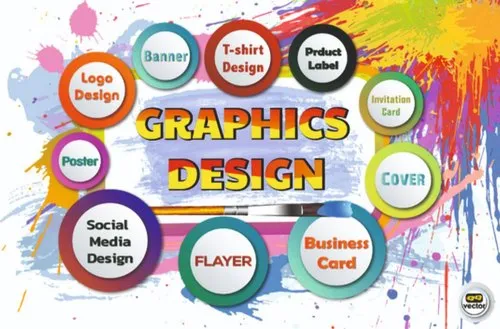 GRAPHICS
DESIGN
Logo
Design
Banner
T-shirt
Design
Prduct
Label
Invitation
Card
COVER
Business
Card
FLAYER
Social
Media
Design
Poster
vector